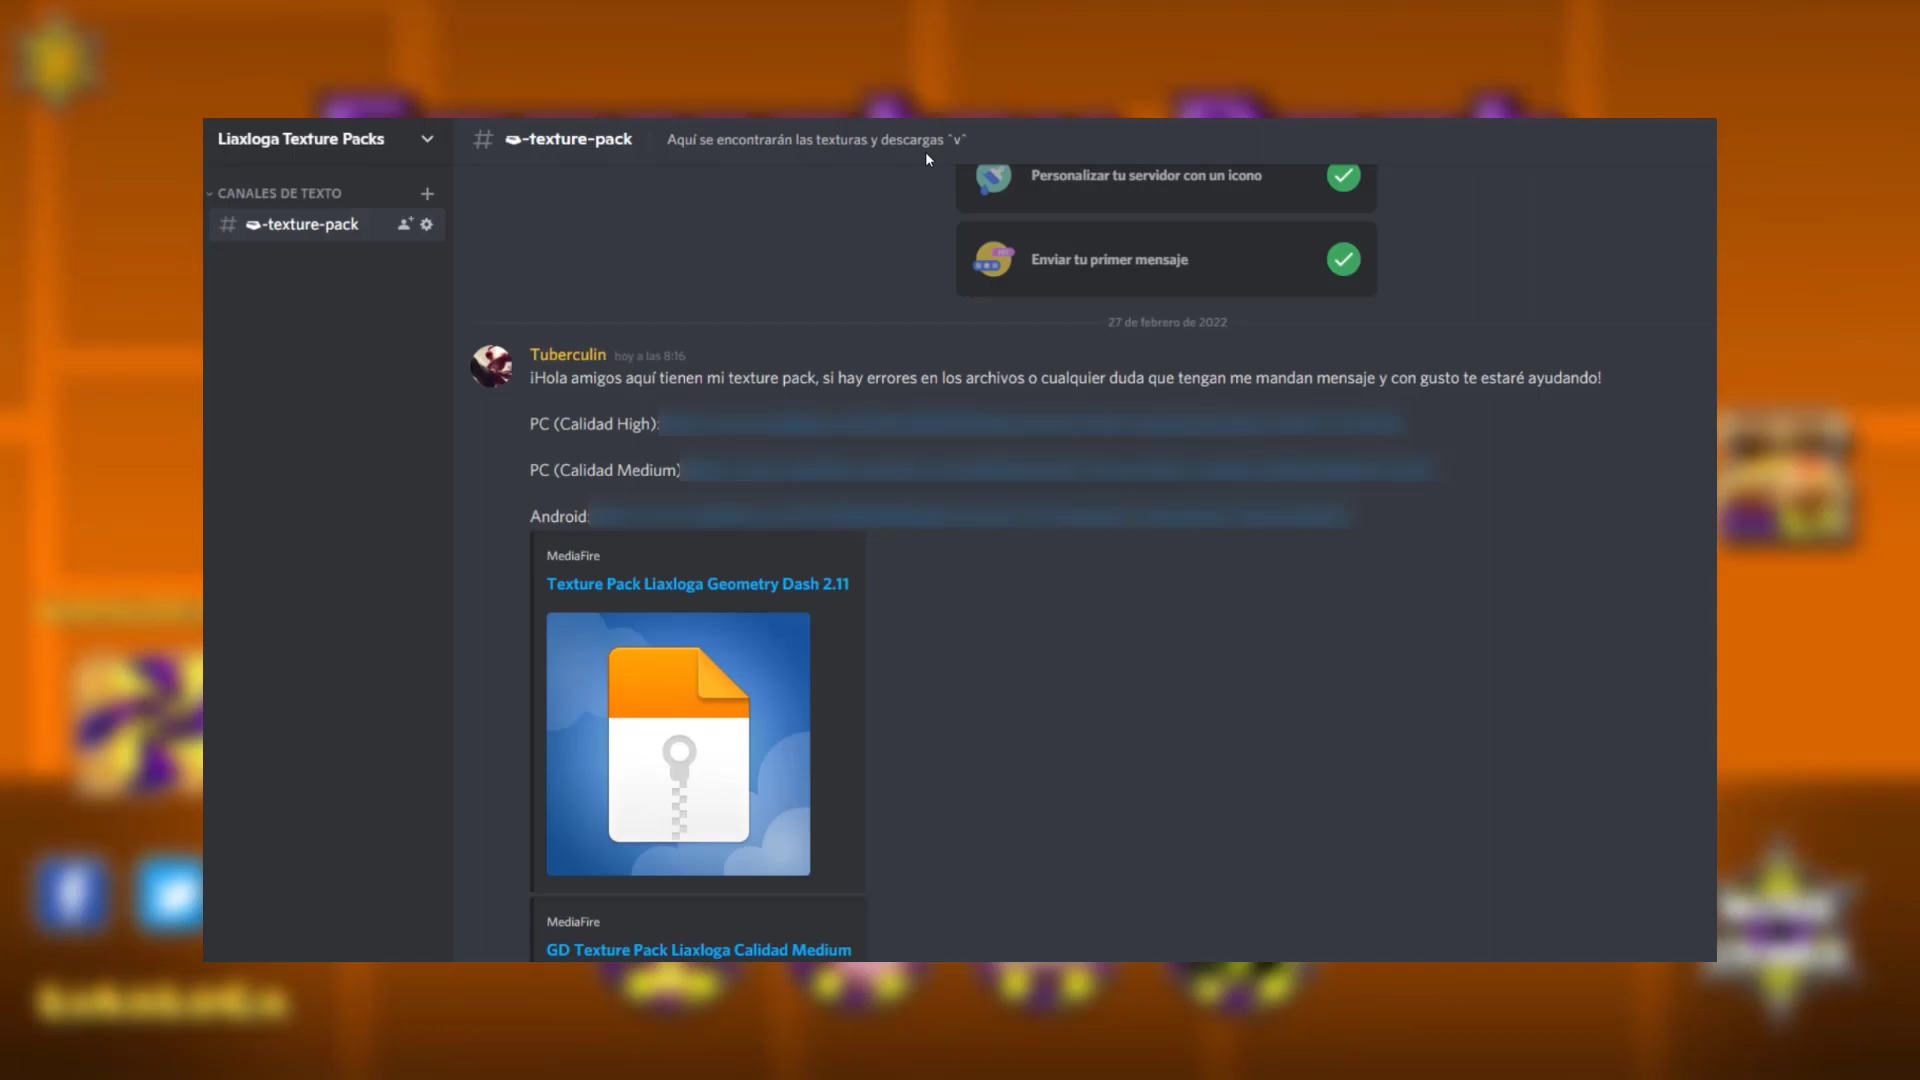 Liaxloga Texture Packs
-texture-pack
Aquí se encontrarán las texturas y descargas ˆvˆ
CANALES DE TEXTO
-texture-pack
Personalizar tu servidor con un icono
Enviar tu primer mensaje
27 de febrero de 2022
Tuberculin hoy a las 8:16
¡Hola amigos aquí tienen mi texture pack, si hay errores en los archivos o cualquier duda que tengan me mandan mensaje y con gusto te estaré ayudando!
PC (Calidad High):
PC (Calidad Medium)
Android:
MediaFire
Texture Pack Liaxloga Geometry Dash 2.11
MediaFire
GD Texture Pack Liaxloga Calidad Medium